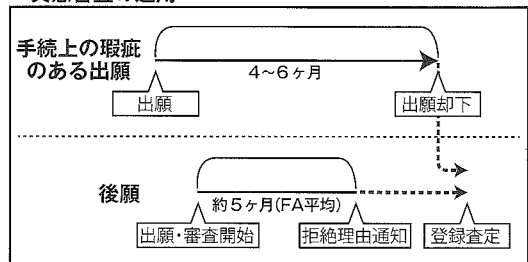 手続上の瑕疵
のある出願
4～6ヶ月
出願
出願却下
後願
約5ヶ月(FA平均)
出願・審査開始
拒絶理由通知
登録査定